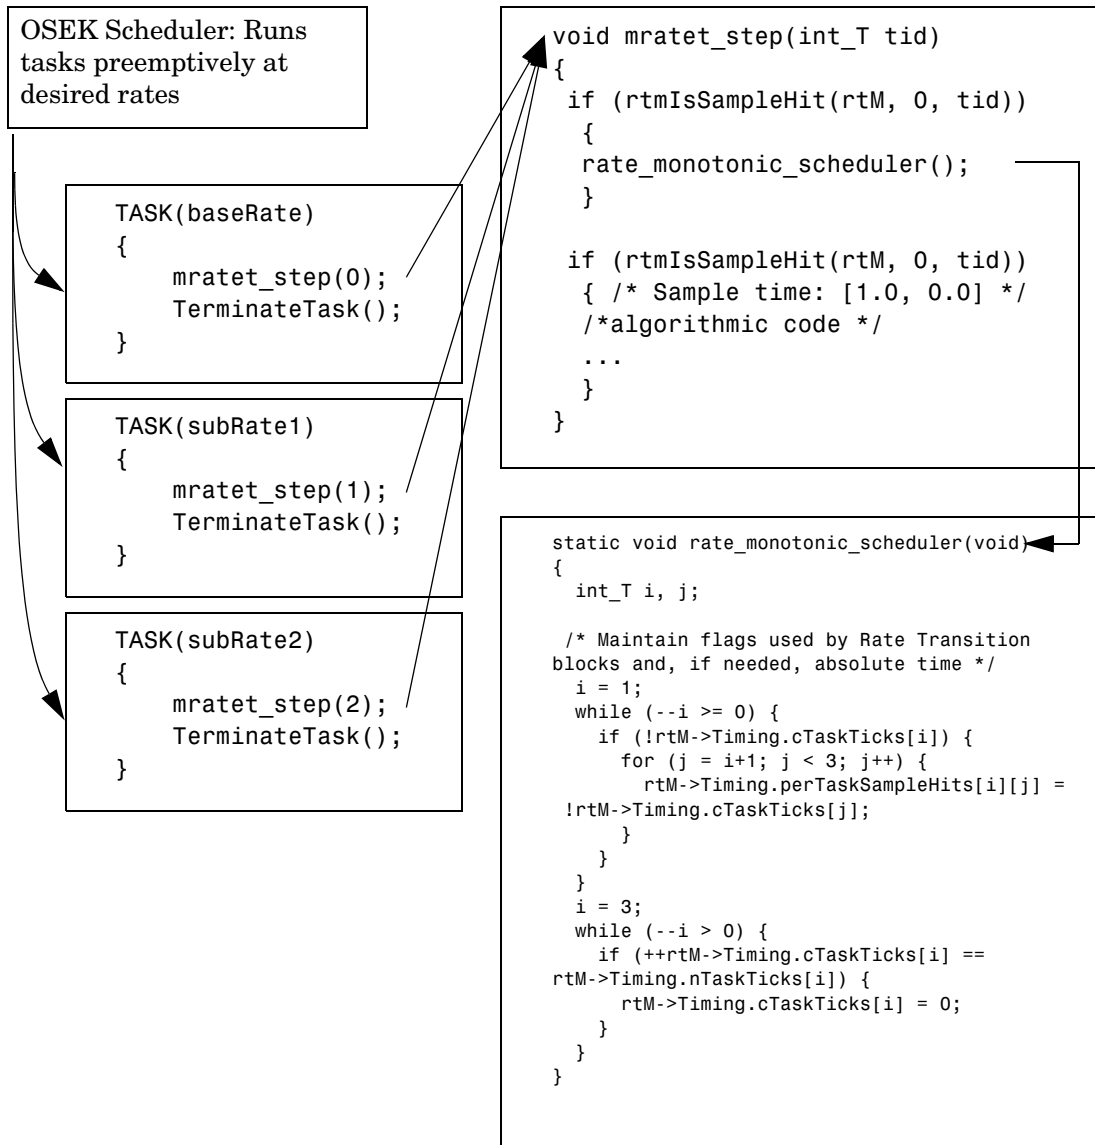 OSEK Scheduler: Runs
tasks preemptively at
desired rates
TASK(baseRate)
{
mratet_step(0);
TerminateTask();
}
TASK(subRate1)
{
mratet_step(1);
TerminateTask();
}
TASK(subRate2)
{
mratet_step(2);
TerminateTask();
}
void mratet_step(int_T tid)
{
if (rtmIsSampleHit(rtM, 0, tid))
{
rate_monotonic_scheduler();
}
if (rtmIsSampleHit(rtM, 0, tid))
{ /* Sample time: [1.0, 0.0] */
/*algorithmic code */
...
}
}
static void rate_monotonic_scheduler(void)
{
int_T i, j;
/* Maintain flags used by Rate Transition
blocks and, if needed, absolute time */
i = 1;
while (--i >= 0) {
if (!rtM->Timing.cTaskTicks[i]) {
for (j = i+1; j < 3; j++) {
rtM->Timing.perTaskSampleHits[i][j] =
!rtM->Timing.cTaskTicks[j];
}
}
}
i = 3;
while (--i > 0) {
if (++rtM->Timing.cTaskTicks[i] ==
rtM->Timing.nTaskTicks[i]) {
rtM->Timing.cTaskTicks[i] = 0;
}
}
}